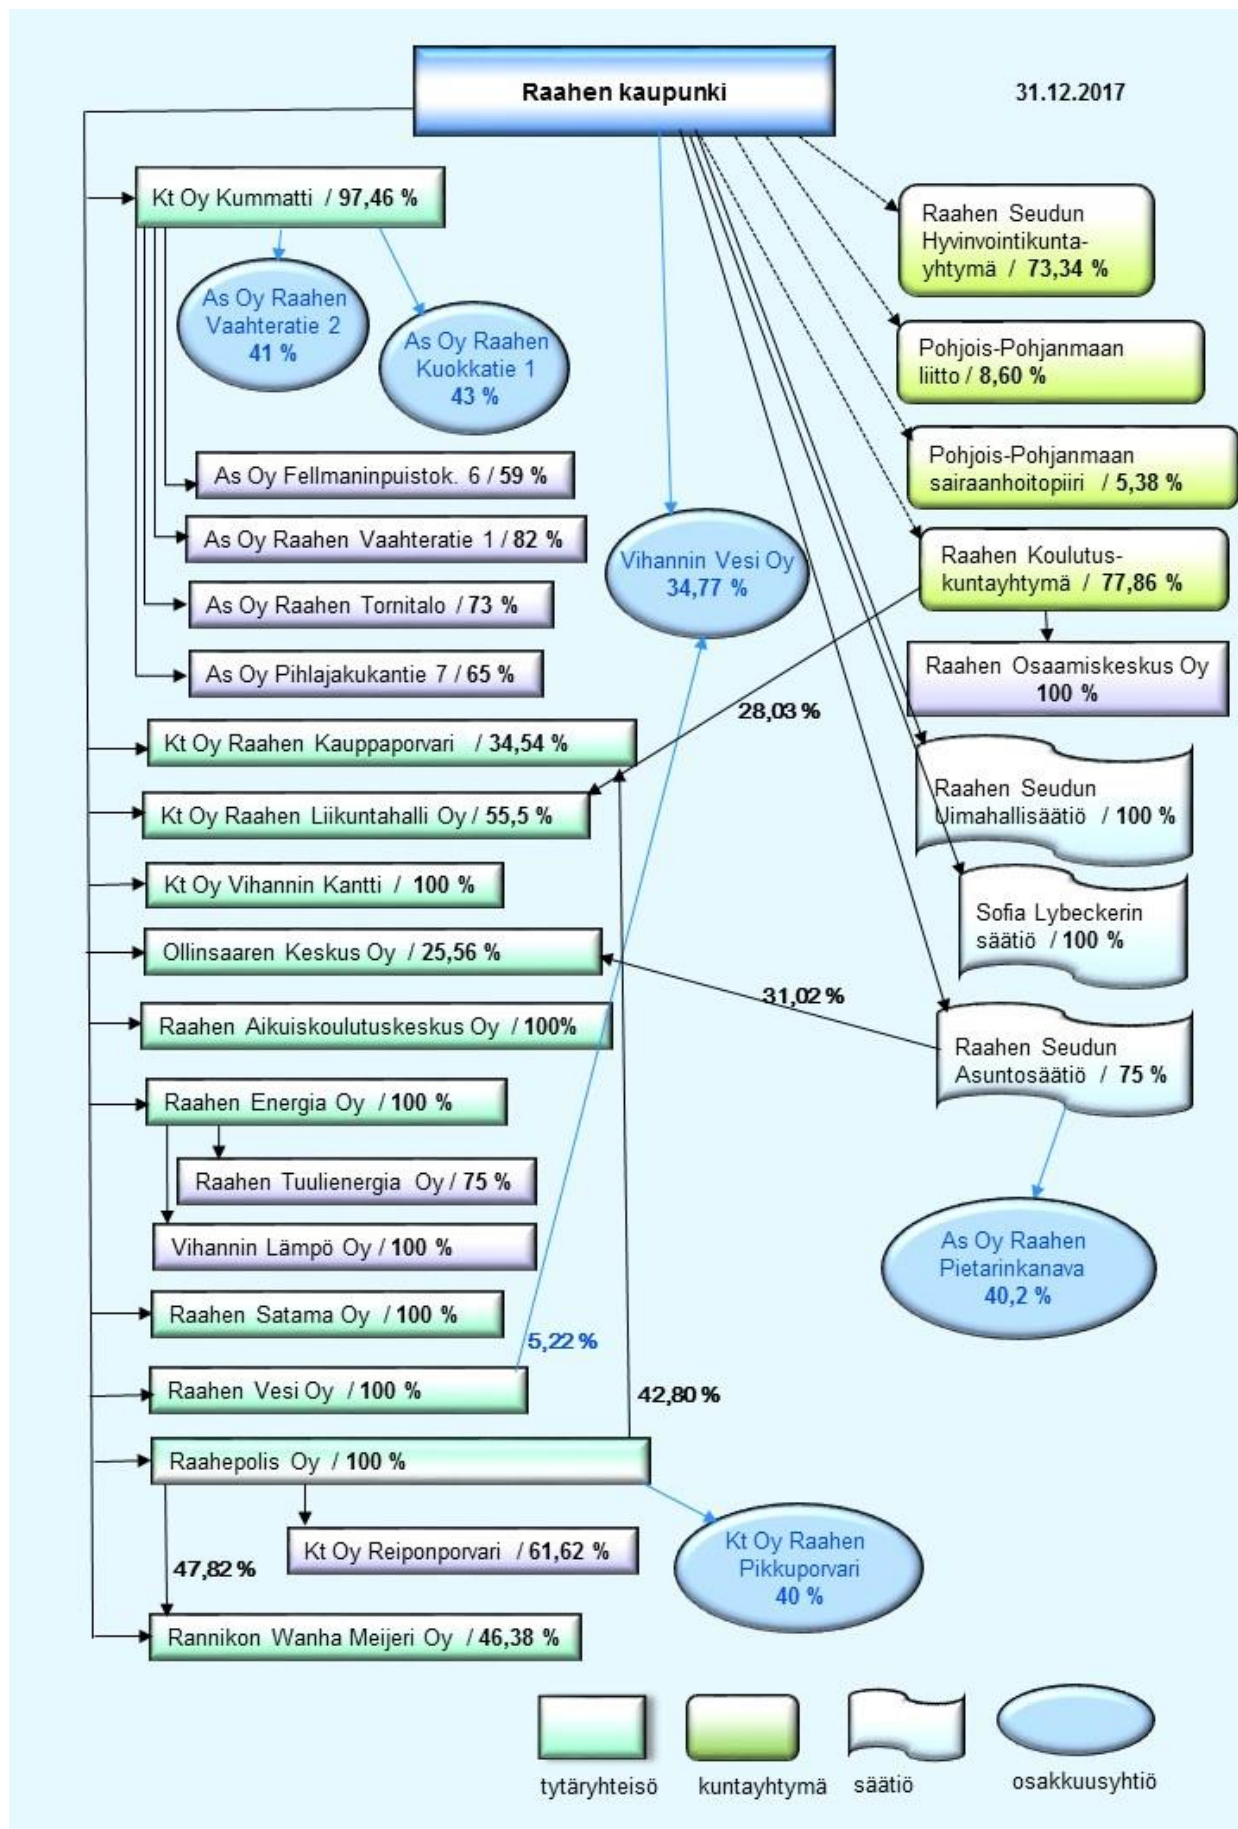 Raahen kaupunki
31.12.2017
Kt Oy Kummatti / 97,46 %
As Oy Raahen
Vaahteratie 2
41 %
As Oy Raahen
Kuokkatie 1
43 %
As Oy Fellmaninpuistok. 6 / 59 %
As Oy Raahen Vaahteratie 1 / 82 %
As Oy Raahen Tornitalo / 73 %
As Oy Pihlajakukantie 7 / 65 %
Kt Oy Raahen Kauppaporvari / 34,54 %
Kt Oy Raahen Liikuntahalli Oy / 55,5 %
Kt Oy Vihannin Kantti / 100 %
Ollinsaaren Keskus Oy / 25,56 %
Raahen Aikuiskoulutuskeskus Oy / 100%
Raahen Energia Oy / 100 %
Raahen Tuulienergia Oy / 75 %
Vihannin Lämpö Oy / 100 %
Raahen Satama Oy / 100 %
Raahen Vesi Oy / 100 %
Raahepolis Oy / 100 %
Kt Oy Reiponporvari / 61,62 %
47,82 %
Rannikon Wanha Meijeri Oy / 46,38 %
Vihannin Vesi Oy
34,77 %
28,03 %
31,02 %
5,22 %
42,80 %
Kt Oy Raahen
Pikkuporvari
40 %
Raahen Seudun
Hyvinvointikunta-
yhtymä / 73,34 %
Pohjois-Pohjanmaan
liitto / 8,60 %
Pohjois-Pohjanmaan
sairaanhoitopiiri / 5,38 %
Raahen Koulutus-
kuntayhtymä / 77,86 %
Raahen Osaamiskeskus Oy
100 %
Raahen Seudun
Uimahallisäätiö / 100 %
Sofia Lybeckerin
säätiö / 100 %
Raahen Seudun
Asuntosäätiö / 75 %
As Oy Raahen
Pietarinkanava
40,2 %
tytäryhteisö
kuntayhtymä
säätiö
osakkuusyhtiö